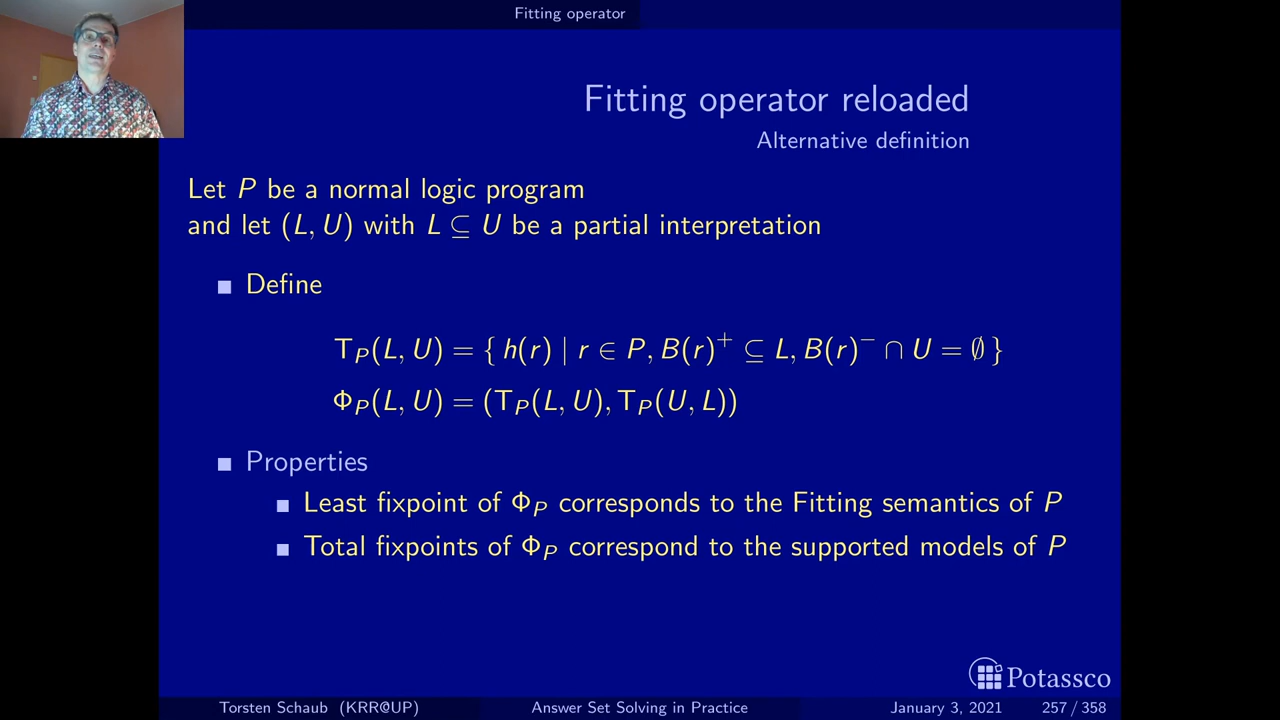 Fitting operator
Fitting operator reloaded
Alternative definition
Let P be a normal logic program
and let (L, U) with L ⊆ U be a partial interpretation
■ Define
T_P(L, U) = { h(r) | r ∈ P, B(r)⁺ ⊆ L, B(r)⁻ ∩ U = ∅ }
Φ_P(L, U) = (T_P(L, U), T_P(U, L))
■ Properties
■ Least fixpoint of Φ_P corresponds to the Fitting semantics of P
■ Total fixpoints of Φ_P correspond to the supported models of P
Potassco
Torsten Schaub (KRR@UP) Answer Set Solving in Practice January 3, 2021 257 / 358